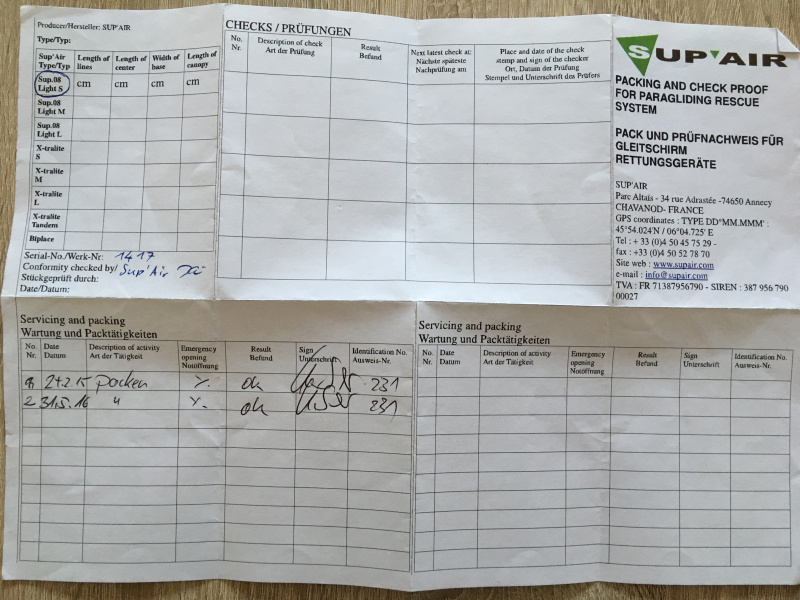 Producer/Hersteller: SUP'AIR
Type/Typ:
Sup'Air Type/Typ Length of lines Length of center Width of base Length of canopy
Sup.08 Light S cm cm cm cm
Sup.08 Light M
Sup.08 Light L
X-tralite S
X-tralite M
X-tralite L
X-tralite Tandem
Biplace
Serial-No./Werk-Nr: 1417
Conformity checked by/ Sup'Air
Stückgeprüft durch:
Date/Datum:
CHECKS / PRÜFUNGEN
No. Nr. Description of check Art der Prüfung Result Befund Next latest check at: Nächste späteste Nachprüfung am Place and date of the check stamp and sign of the checker Ort, Datum der Prüfung Stempel und Unterschrift des Prüfers
SUP'AIR
PACKING AND CHECK PROOF
FOR PARAGLIDING RESCUE
SYSTEM
PACK UND PRÜFNACHWEIS FÜR
GLEITSCHIRM
RETTUNGSGERÄTE
SUP'AIR
Parc Altaïs - 34 rue Adrastée -74650 Annecy
CHAVANOD- FRANCE
GPS coordinates : TYPE DD°MM.MMM' :
45°54.024'N / 06°04.725' E
Tel : + 33 (0)4 50 45 75 29 -
fax : +33 (0)4 50 52 78 70
Site web : www.supair.com
e-mail : info@supair.com
TVA : FR 71387956790 - SIREN : 387 956 790
00027
Servicing and packing
Wartung und Packtätigkeiten
No. Nr. Date Datum Description of activity Art der Tätigkeit Emergency opening Notöffnung Result Befund Sign Unterschrift Identification No. Ausweis-Nr.
packen ok 231
2 31.5.16 " ok 231
Servicing and packing
Wartung und Packtätigkeiten
No. Nr. Date Datum Description of activity Art der Tätigkeit Emergency opening Notöffnung Result Befund Sign Unterschrift Identification No. Ausweis-Nr.